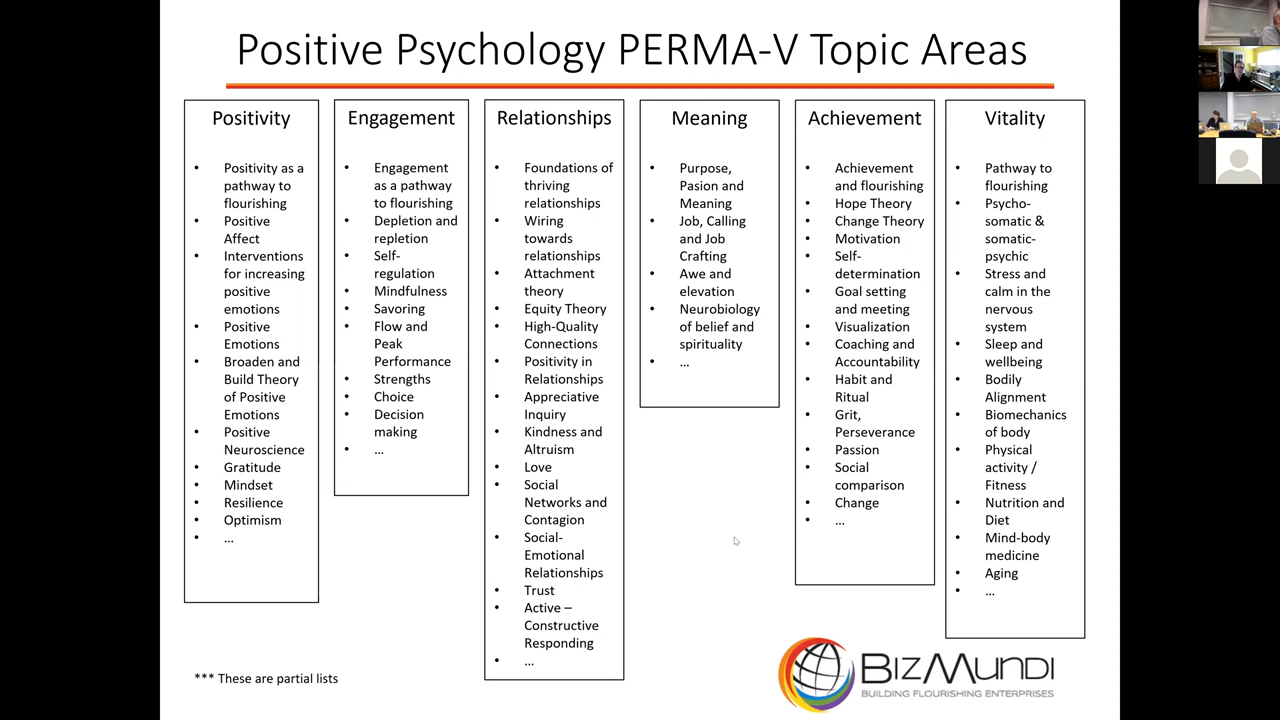 Positive Psychology PERMA-V Topic Areas
Positivity
• Positivity as a
pathway to
flourishing
• Positive
Affect
• Interventions
for increasing
positive
emotions
• Positive
Emotions
• Broaden and
Build Theory
of Positive
Emotions
• Positive
Neuroscience
• Gratitude
• Mindset
• Resilience
• Optimism
• ...
Engagement
• Engagement
as a pathway
to flourishing
• Depletion and
repletion
• Self-
regulation
• Mindfulness
• Savoring
• Flow and
Peak
Performance
• Strengths
• Choice
• Decision
making
• ...
Relationships
• Foundations of
thriving
relationships
• Wiring
towards
relationships
• Attachment
theory
• Equity Theory
• High-Quality
Connections
• Positivity in
Relationships
• Appreciative
Inquiry
• Kindness and
Altruism
• Love
• Social
Networks and
Contagion
• Social-
Emotional
Relationships
• Trust
• Active –
Constructive
Responding
• ...
Meaning
• Purpose,
Pasion and
Meaning
• Job, Calling
and Job
Crafting
• Awe and
elevation
• Neurobiology
of belief and
spirituality
• ...
Achievement
• Achievement
and flourishing
• Hope Theory
• Change Theory
• Motivation
• Self-
determination
• Goal setting
and meeting
• Visualization
• Coaching and
Accountability
• Habit and
Ritual
• Grit,
Perseverance
• Passion
• Social
comparison
• Change
• ...
Vitality
• Pathway to
flourishing
• Psycho-
somatic &
somatic-
psychic
• Stress and
calm in the
nervous
system
• Sleep and
wellbeing
• Bodily
Alignment
• Biomechanics
of body
• Physical
activity /
Fitness
• Nutrition and
Diet
• Mind-body
medicine
• Aging
• ...
*** These are partial lists
BIZMUNDI
BUILDING FLOURISHING ENTERPRISES